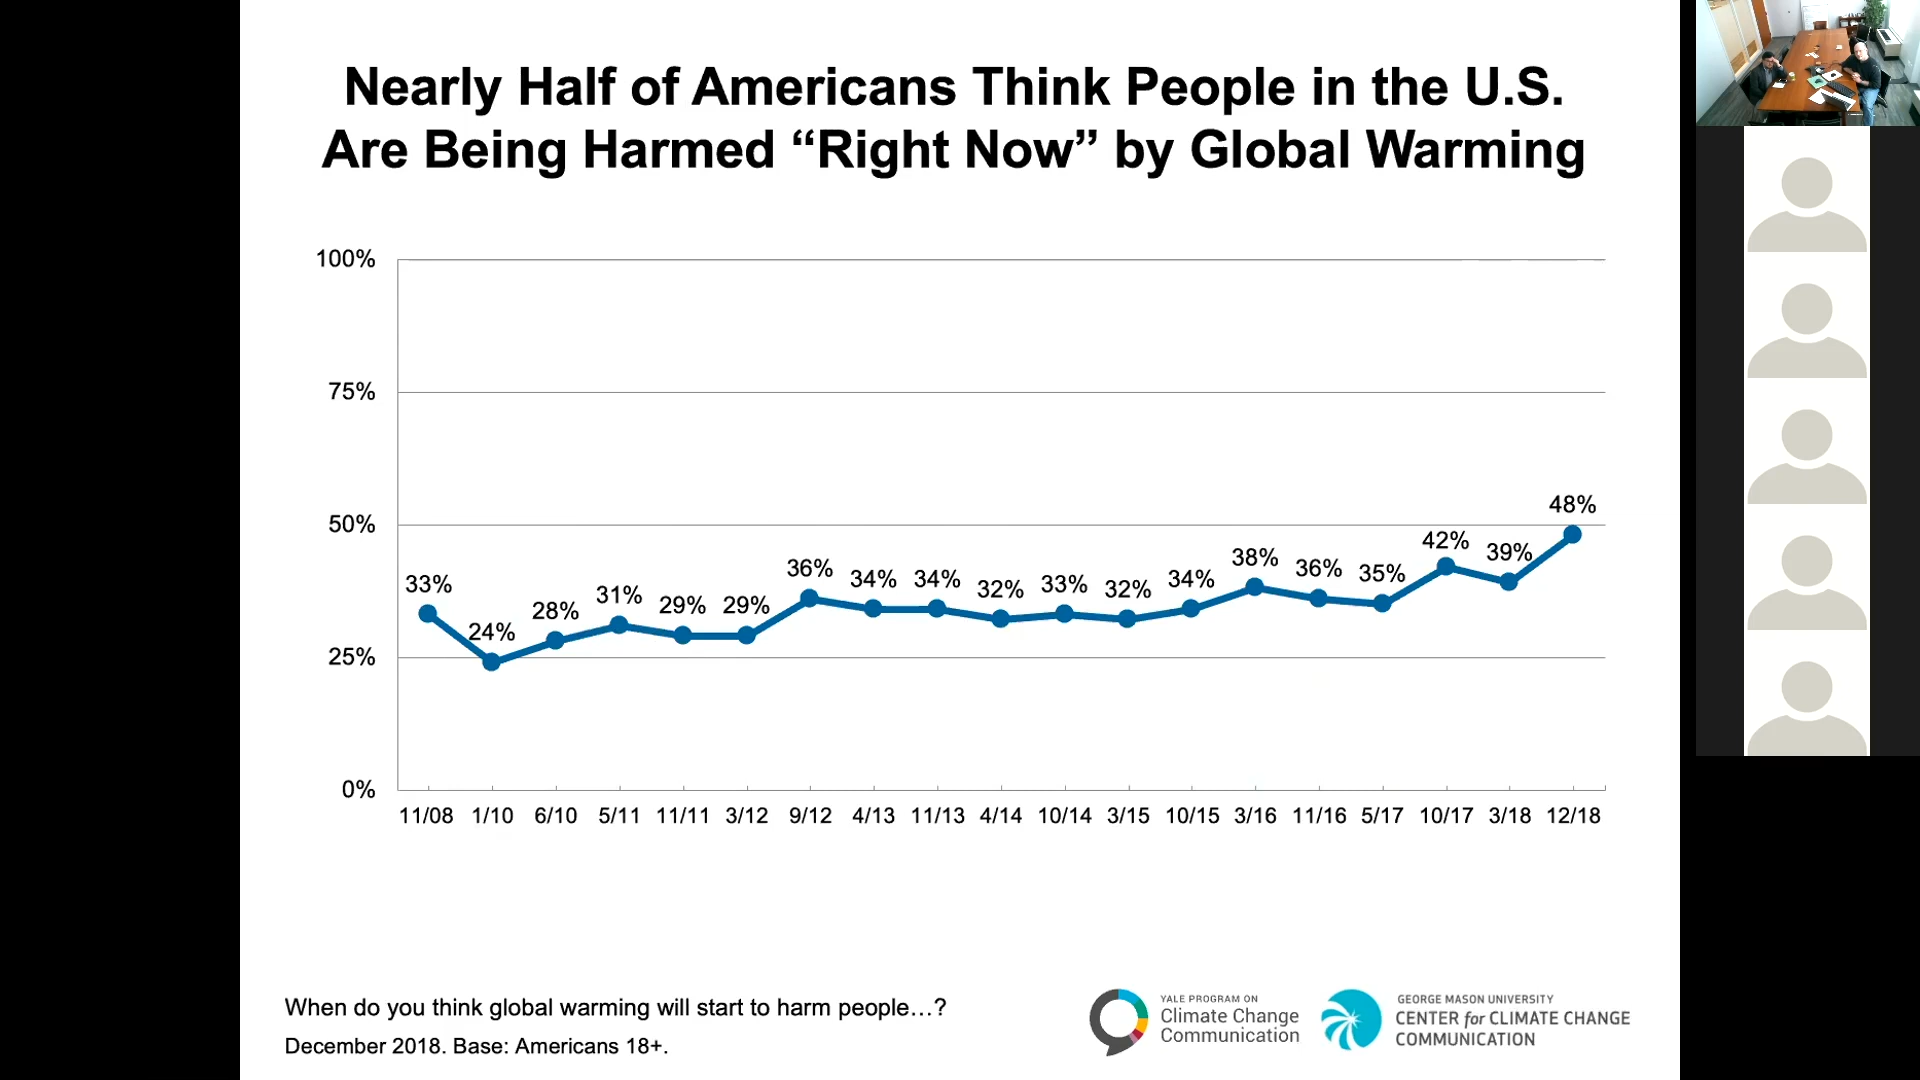 Nearly Half of Americans Think People in the U.S.
Are Being Harmed “Right Now” by Global Warming
100%
75%
50%
25%
0%
33%
24%
28%
31%
29%
29%
36%
34%
34%
32%
33%
32%
34%
38%
36%
35%
42%
39%
48%
11/08 1/10 6/10 5/11 11/11 3/12 9/12 4/13 11/13 4/14 10/14 3/15 10/15 3/16 11/16 5/17 10/17 3/18 12/18
When do you think global warming will start to harm people…?
December 2018. Base: Americans 18+.
YALE PROGRAM ON
Climate Change
Communication
GEORGE MASON UNIVERSITY
CENTER for CLIMATE CHANGE
COMMUNICATION